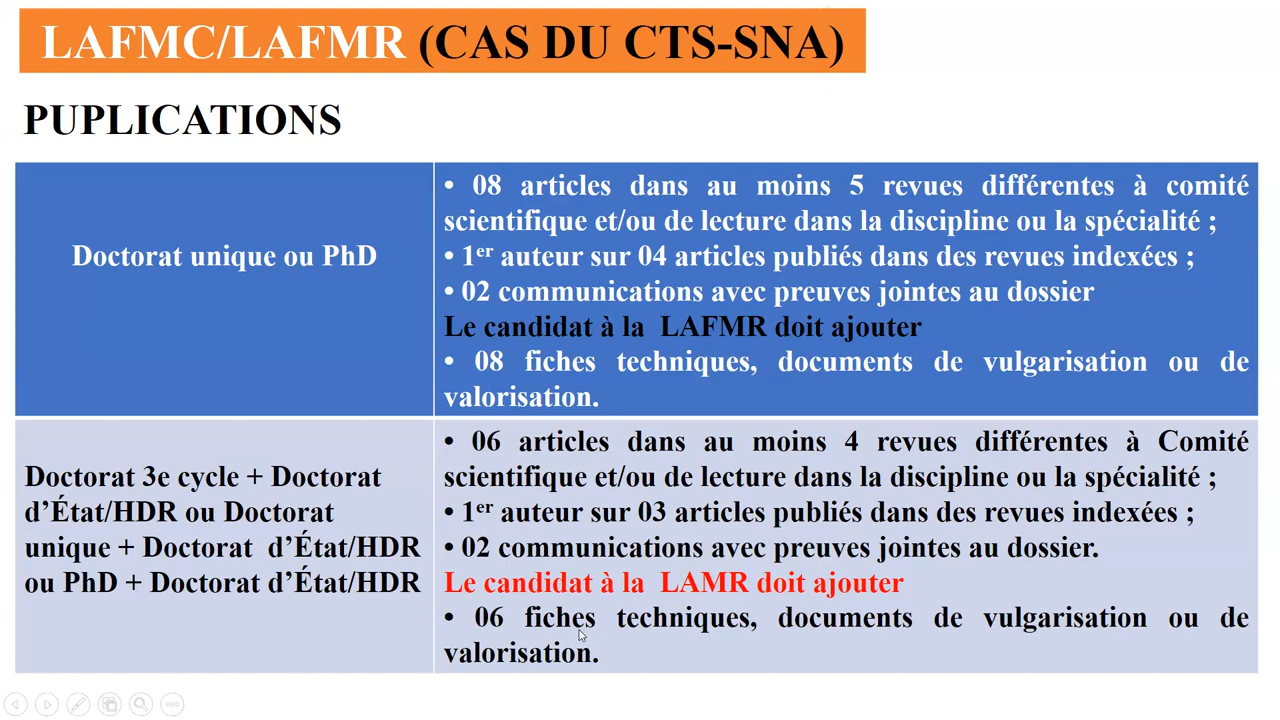 LAFMC/LAFMR (CAS DU CTS-SNA)
PUPLICATIONS
Doctorat unique ou PhD
• 08 articles dans au moins 5 revues différentes à comité
scientifique et/ou de lecture dans la discipline ou la spécialité ;
• 1er auteur sur 04 articles publiés dans des revues indexées ;
• 02 communications avec preuves jointes au dossier
Le candidat à la LAFMR doit ajouter
• 08 fiches techniques, documents de vulgarisation ou de
valorisation.
Doctorat 3e cycle + Doctorat
d’État/HDR ou Doctorat
unique + Doctorat d’État/HDR
ou PhD + Doctorat d’État/HDR
• 06 articles dans au moins 4 revues différentes à Comité
scientifique et/ou de lecture dans la discipline ou la spécialité ;
• 1er auteur sur 03 articles publiés dans des revues indexées ;
• 02 communications avec preuves jointes au dossier.
Le candidat à la LAMR doit ajouter
• 06 fiches techniques, documents de vulgarisation ou de
valorisation.